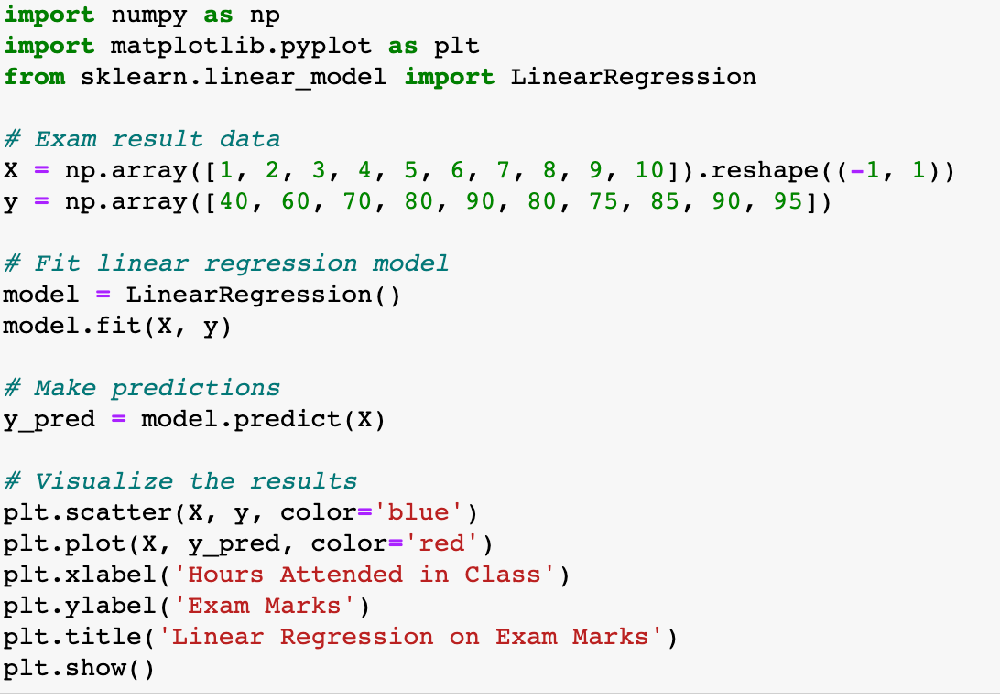 import numpy as np
import matplotlib.pyplot as plt
from sklearn.linear_model import LinearRegression

# Exam result data
X = np.array([1, 2, 3, 4, 5, 6, 7, 8, 9, 10]).reshape((-1, 1))
y = np.array([40, 60, 70, 80, 90, 80, 75, 85, 90, 95])

# Fit linear regression model
model = LinearRegression()
model.fit(X, y)

# Make predictions
y_pred = model.predict(X)

# Visualize the results
plt.scatter(X, y, color='blue')
plt.plot(X, y_pred, color='red')
plt.xlabel('Hours Attended in Class')
plt.ylabel('Exam Marks')
plt.title('Linear Regression on Exam Marks')
plt.show()